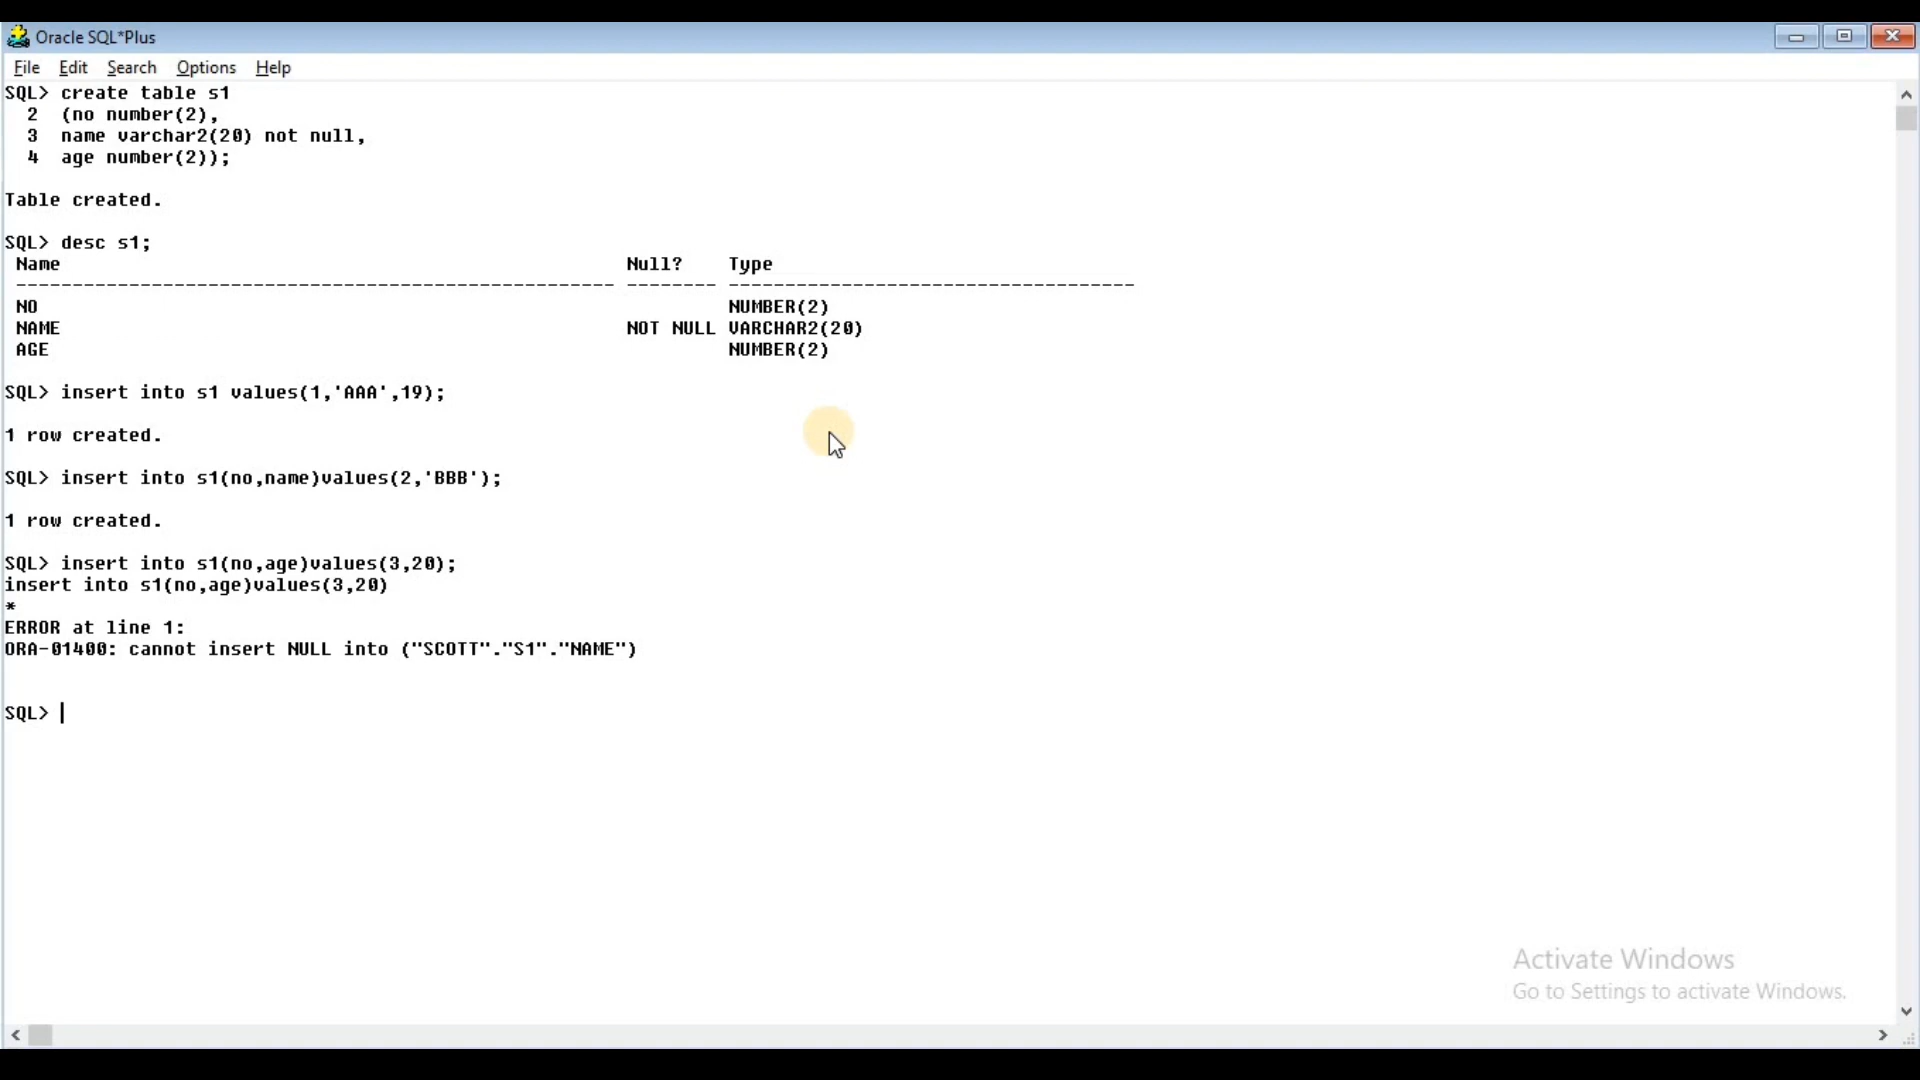 Oracle SQL*Plus
File Edit Search Options Help
SQL> create table s1
2 (no number(2),
3 name varchar2(20) not null,
4 age number(2));
Table created.
SQL> desc s1;
Name Null? Type
----------------------------------------------------- -------- ------------------------------------
NO NUMBER(2)
NAME NOT NULL VARCHAR2(20)
AGE NUMBER(2)
SQL> insert into s1 values(1,'AAA',19);
1 row created.
SQL> insert into s1(no,name)values(2,'BBB');
1 row created.
SQL> insert into s1(no,age)values(3,20);
insert into s1(no,age)values(3,20)
*
ERROR at line 1:
ORA-01400: cannot insert NULL into ("SCOTT"."S1"."NAME")
SQL>
Activate Windows
Go to Settings to activate Windows.